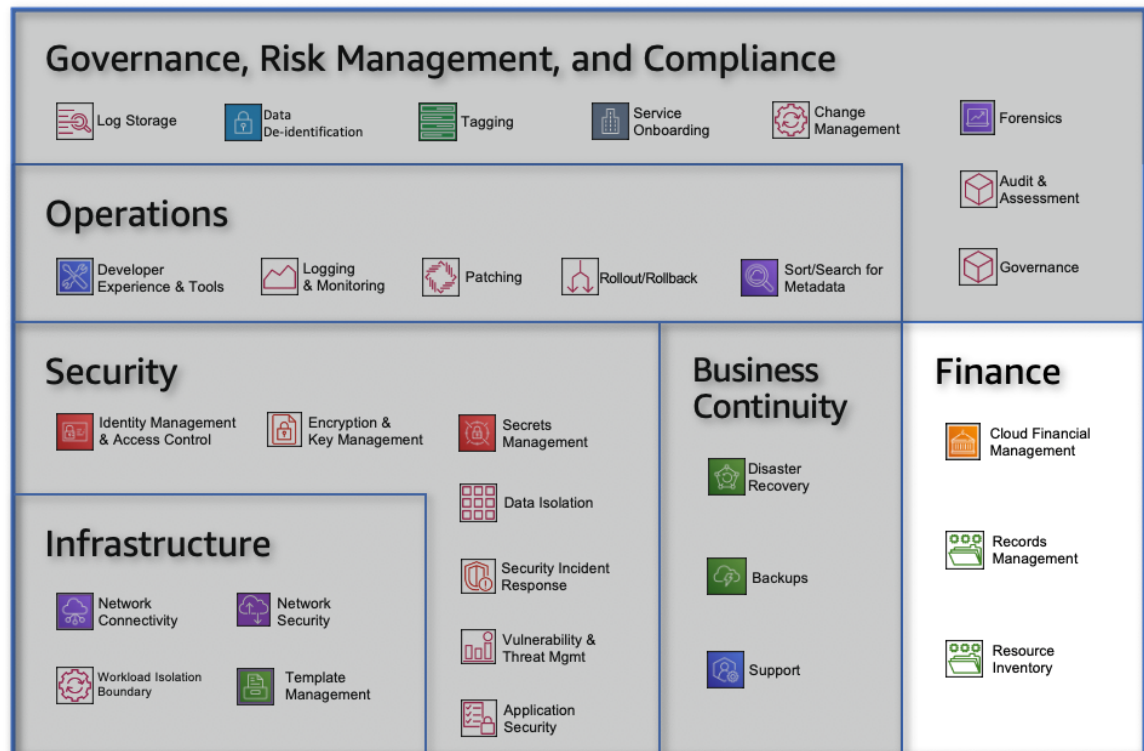 Governance, Risk Management, and Compliance
Log Storage
Data
De-identification
Tagging
Service
Onboarding
Change
Management
Forensics
Audit &
Assessment
Governance
Operations
Developer
Experience & Tools
Logging
& Monitoring
Patching
Rollout/Rollback
Sort/Search for
Metadata
Security
Identity Management
& Access Control
Encryption &
Key Management
Secrets
Management
Data Isolation
Security Incident
Response
Vulnerability &
Threat Mgmt
Application
Security
Infrastructure
Network
Connectivity
Network
Security
Workload Isolation
Boundary
Template
Management
Business
Continuity
Disaster
Recovery
Backups
Support
Finance
Cloud Financial
Management
Records
Management
Resource
Inventory